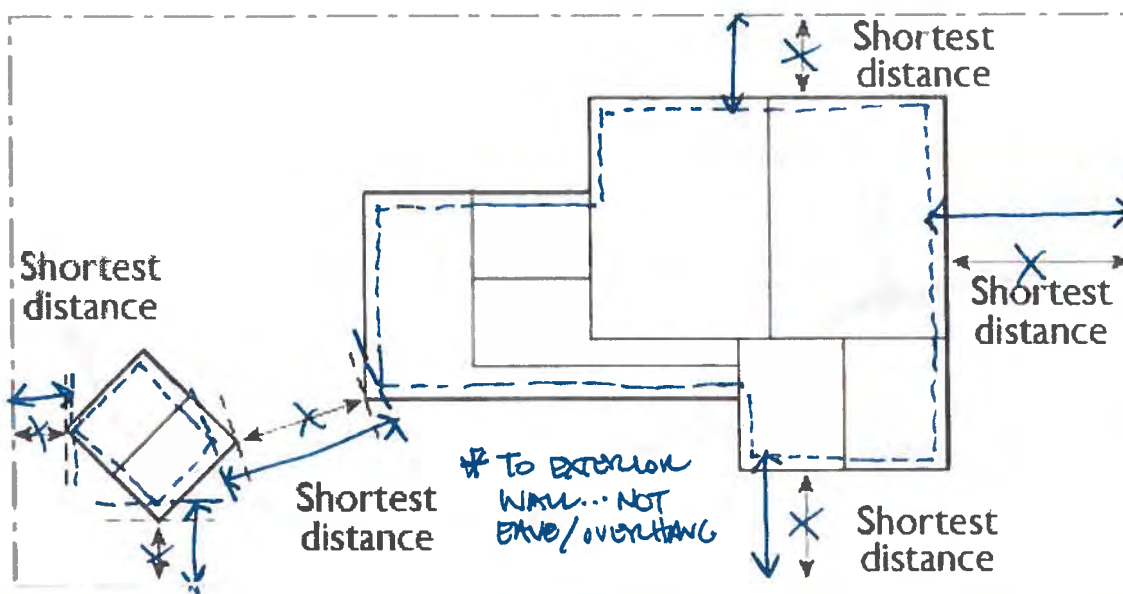 Shortest
distance
Shortest
distance
Shortest
distance
Shortest
distance
* TO EXTERIOR
WALL... NOT
EAVE/OVERHANG
Shortest
distance